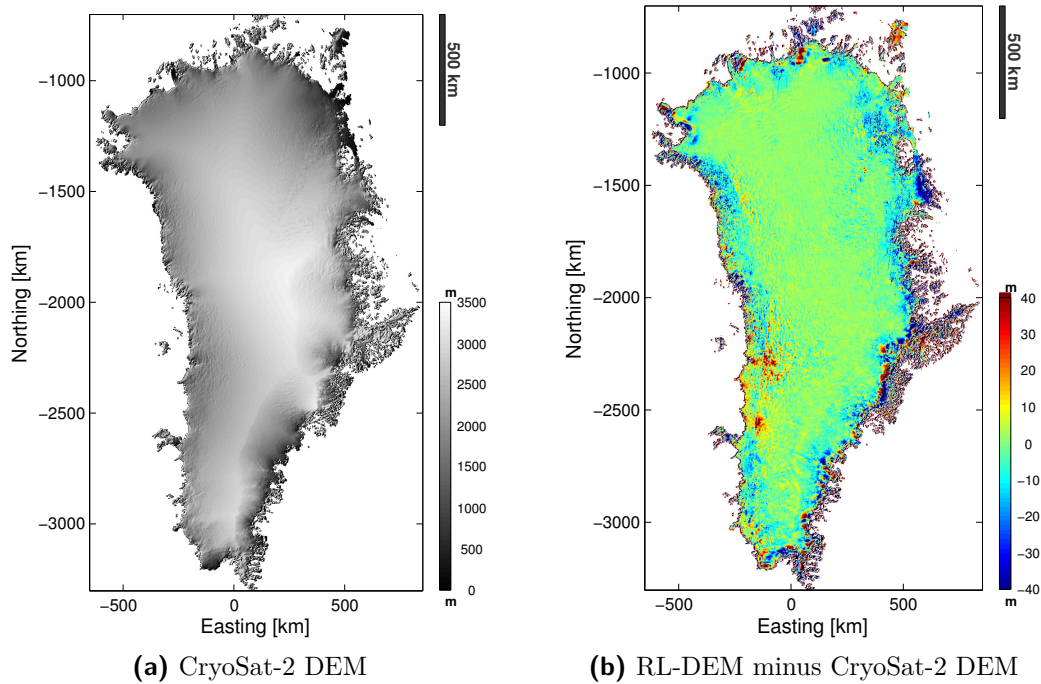 500 km
−1000
−1500
−2000
−2500
−3000
Northing [km]
m
3500
3000
2500
2000
1500
1000
500
0
m
−500
0
500
Easting [km]
(a) CryoSat-2 DEM
500 km
−1000
−1500
−2000
−2500
−3000
Northing [km]
m
40
30
20
10
0
−10
−20
−30
−40
m
−500
0
500
Easting [km]
(b) RL-DEM minus CryoSat-2 DEM